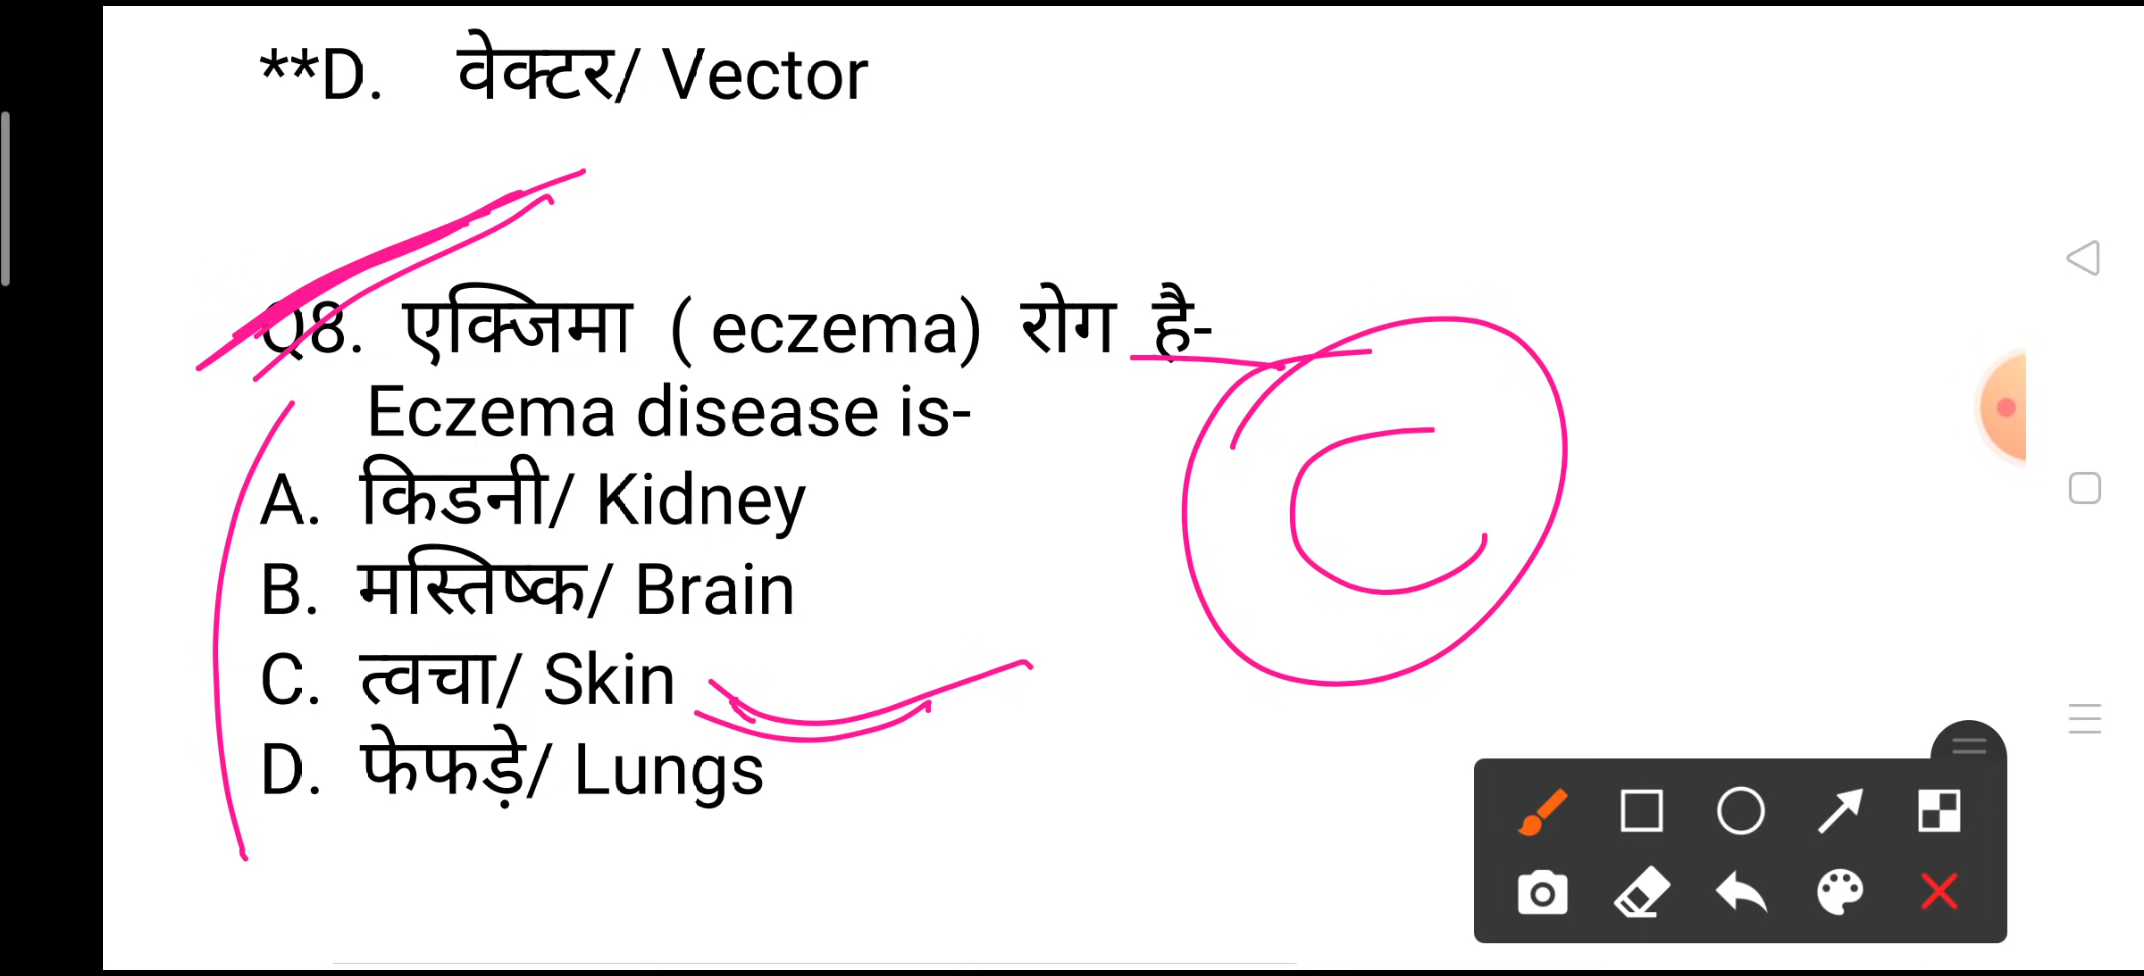 **D. वेक्टर/ Vector
Q8. एक्जिमा ( eczema) रोग है-
Eczema disease is-
A. किडनी/ Kidney
B. मस्तिष्क/ Brain
C. त्वचा/ Skin
D. फेफड़े/ Lungs
C